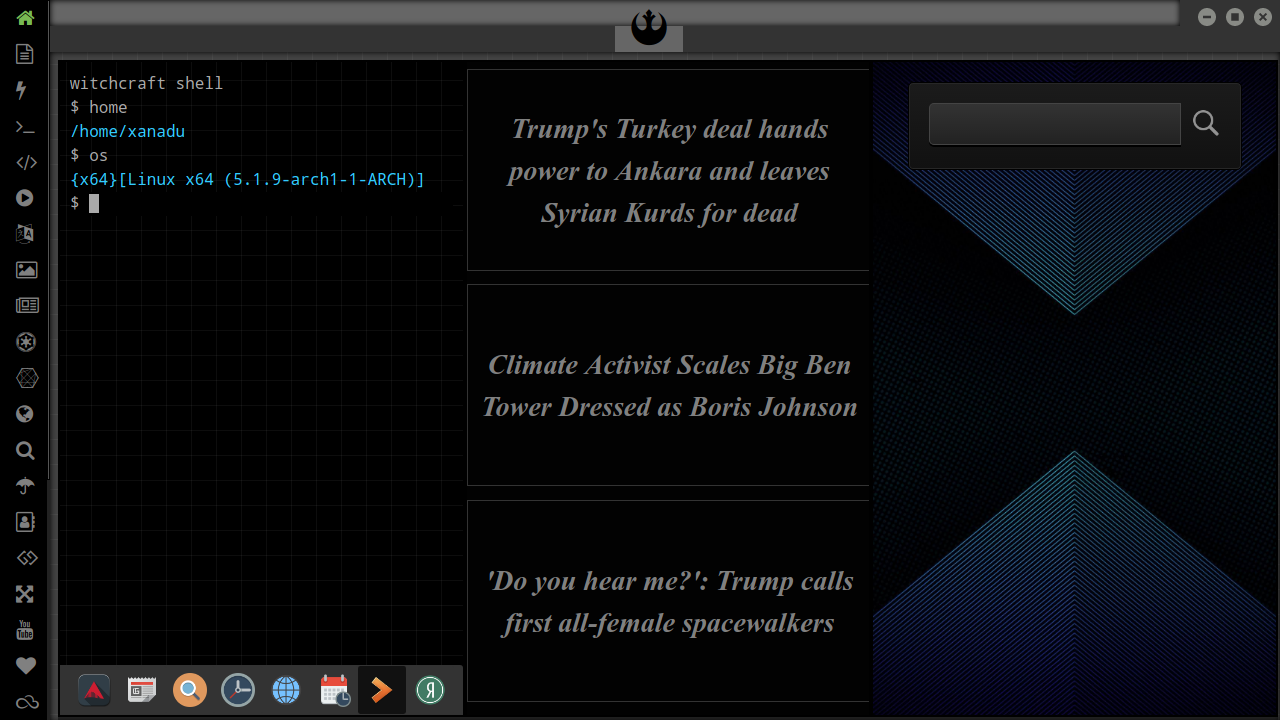 witchcraft shell
$ home
/home/xanadu
$ os
{x64}[Linux x64 (5.1.9-arch1-1-ARCH)]
$
Trump's Turkey deal hands
power to Ankara and leaves
Syrian Kurds for dead
Climate Activist Scales Big Ben
Tower Dressed as Boris Johnson
'Do you hear me?': Trump calls
first all-female spacewalkers
You
Tube
Я